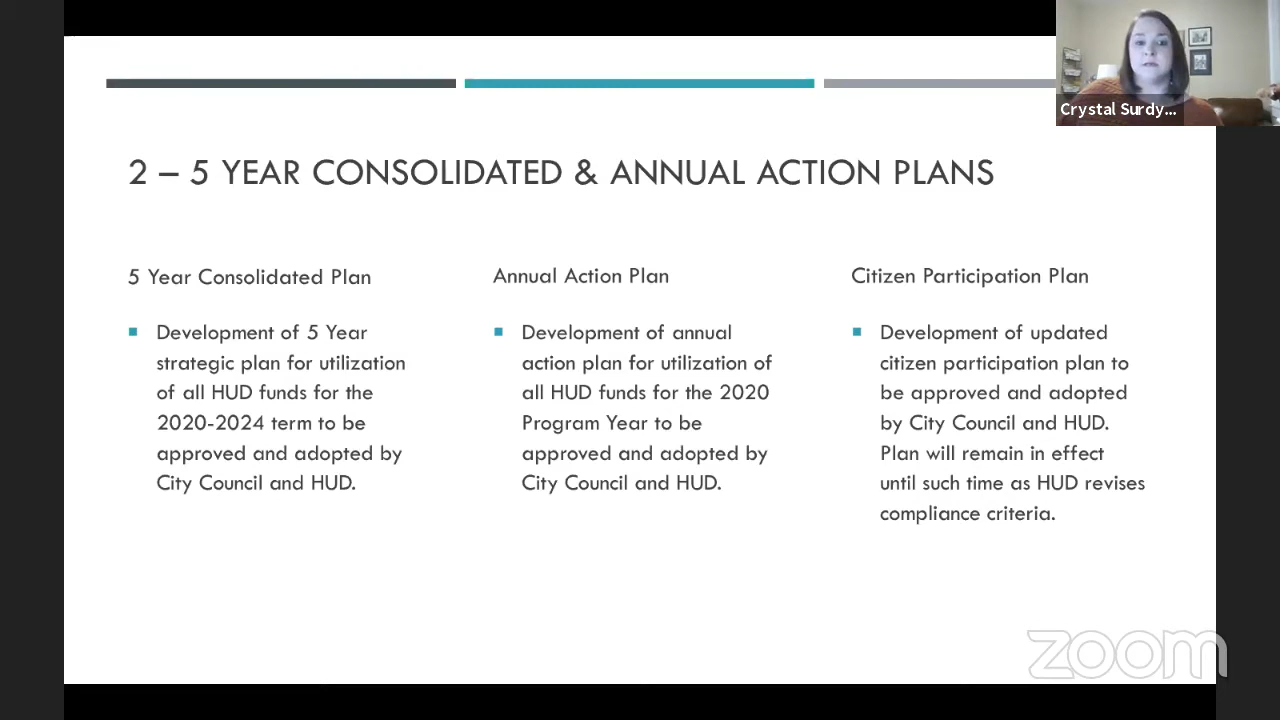 Crystal Surdy...
2 – 5 YEAR CONSOLIDATED & ANNUAL ACTION PLANS
5 Year Consolidated Plan
Development of 5 Year
strategic plan for utilization
of all HUD funds for the
2020-2024 term to be
approved and adopted by
City Council and HUD.
Annual Action Plan
Development of annual
action plan for utilization of
all HUD funds for the 2020
Program Year to be
approved and adopted by
City Council and HUD.
Citizen Participation Plan
Development of updated
citizen participation plan to
be approved and adopted
by City Council and HUD.
Plan will remain in effect
until such time as HUD revises
compliance criteria.
zoom